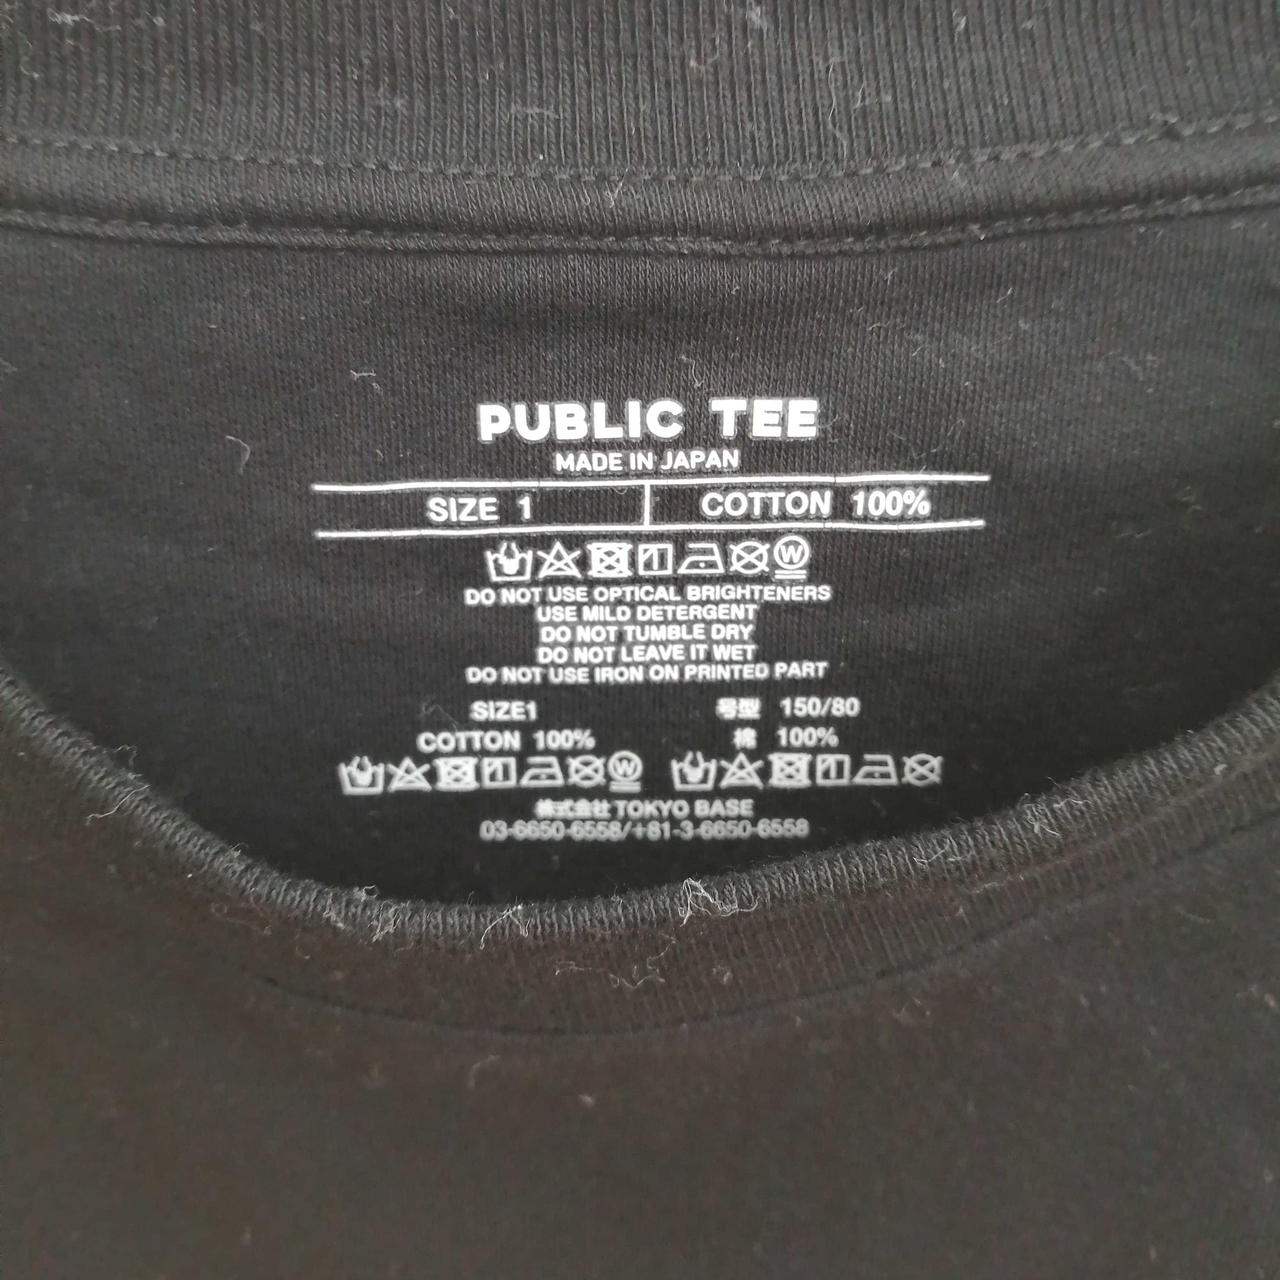 PUBLIC TEE
MADE IN JAPAN
SIZE 1 COTTON 100%
W
DO NOT USE OPTICAL BRIGHTENERS
USE MILD DETERGENT
DO NOT TUMBLE DRY
DO NOT LEAVE IT WET
DO NOT USE IRON ON PRINTED PART
SIZE1 号型 150/80
COTTON 100% 棉 100%
W
株式会社 TOKYO BASE
03-6650-6558/+81-3-6650-6558